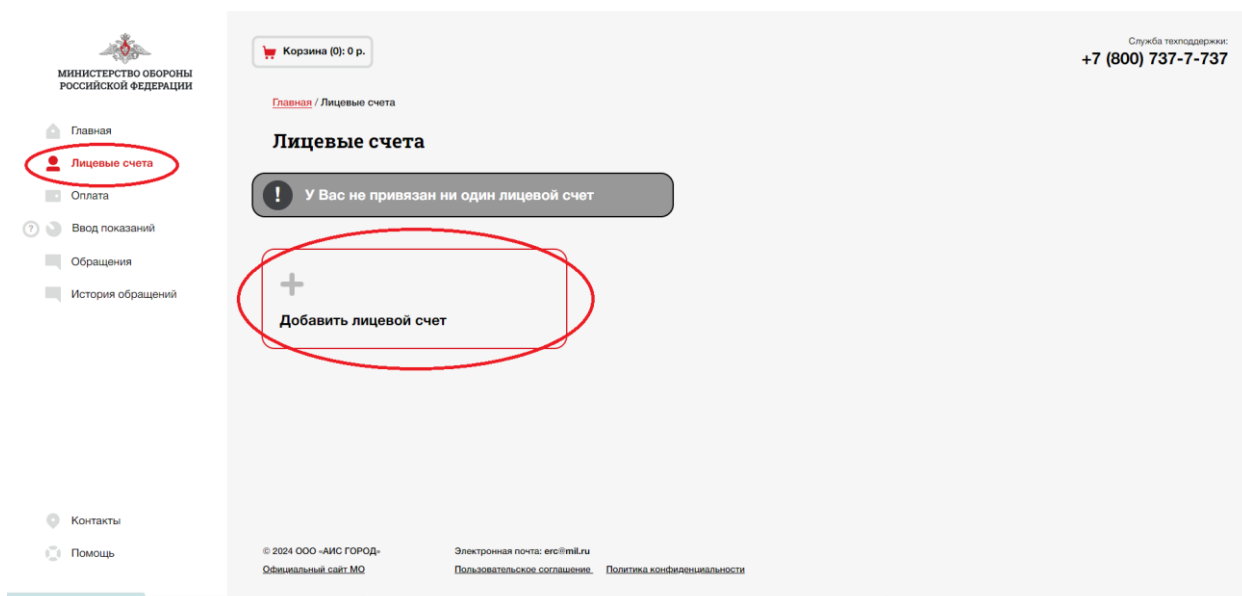 МИНИСТЕРСТВО ОБОРОНЫ
РОССИЙСКОЙ ФЕДЕРАЦИИ
Главная
Лицевые счета
Оплата
? Ввод показаний
Обращения
История обращений
Контакты
Помощь
Корзина (0): 0 р.
Служба техподдержки:
+7 (800) 737-7-737
Главная / Лицевые счета
Лицевые счета
! У Вас не привязан ни один лицевой счет
Добавить лицевой счет
© 2024 ООО «АИС ГОРОД»
Официальный сайт МО
Электронная почта: erc@mil.ru
Пользовательское соглашение Политика конфиденциальности